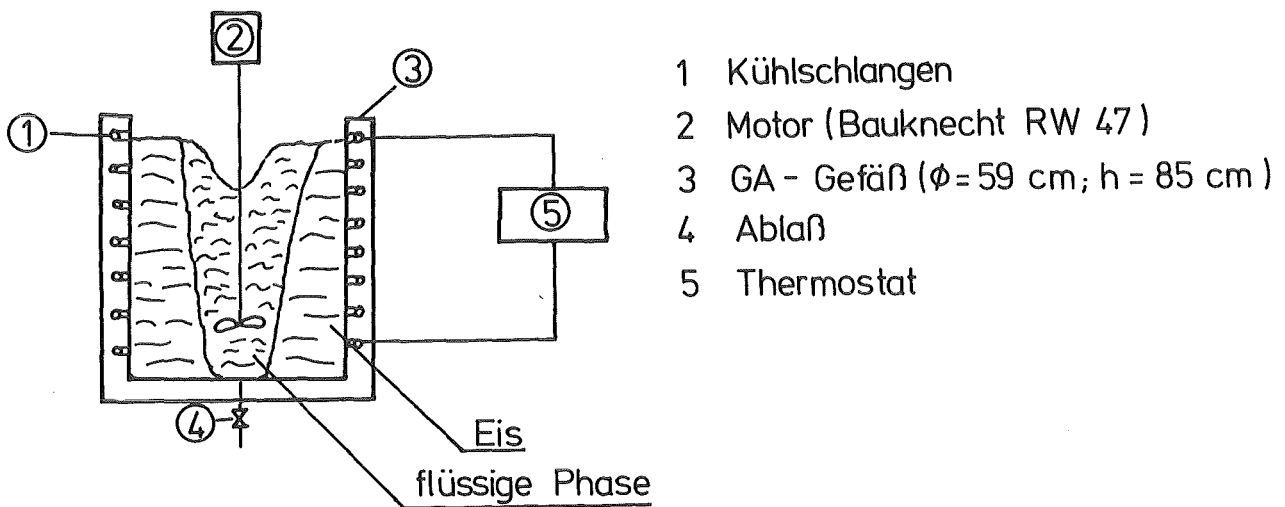 2
3
1
5
4
Eis
flüssige Phase
1 Kühlschlangen
2 Motor (Bauknecht RW 47)
3 GA - Gefäß (ϕ = 59 cm; h = 85 cm)
4 Ablaß
5 Thermostat